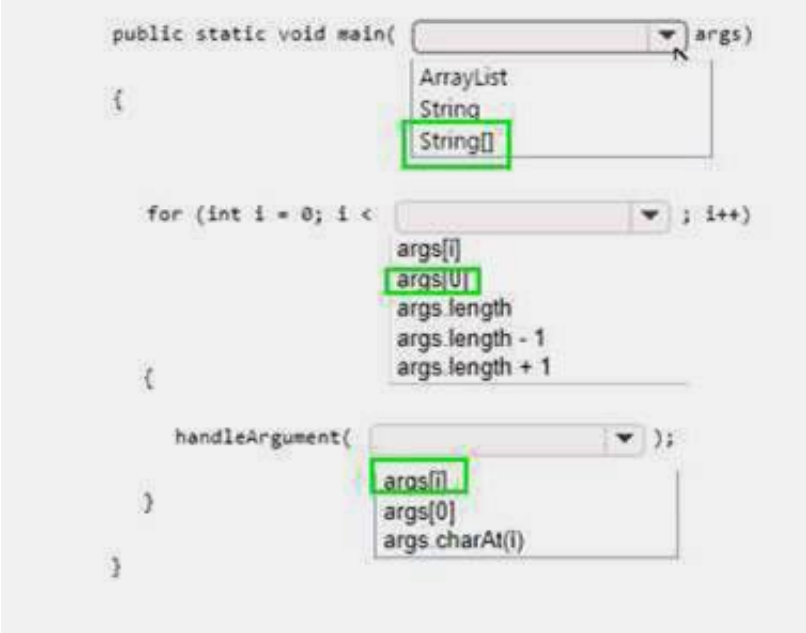 public static void main( args)
{
ArrayList
String
String[]
for (int i = 0; i < ; i++)
args[i]
args[0]
args.length
args.length - 1
args.length + 1
{
handleArgument( );
args[i]
args[0]
args.charAt(i)
}
}